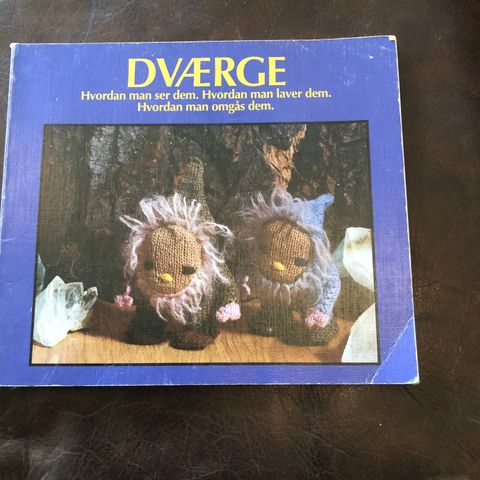 DVÆRGE
Hvordan man ser dem. Hvordan man laver dem.
Hvordan man omgås dem.